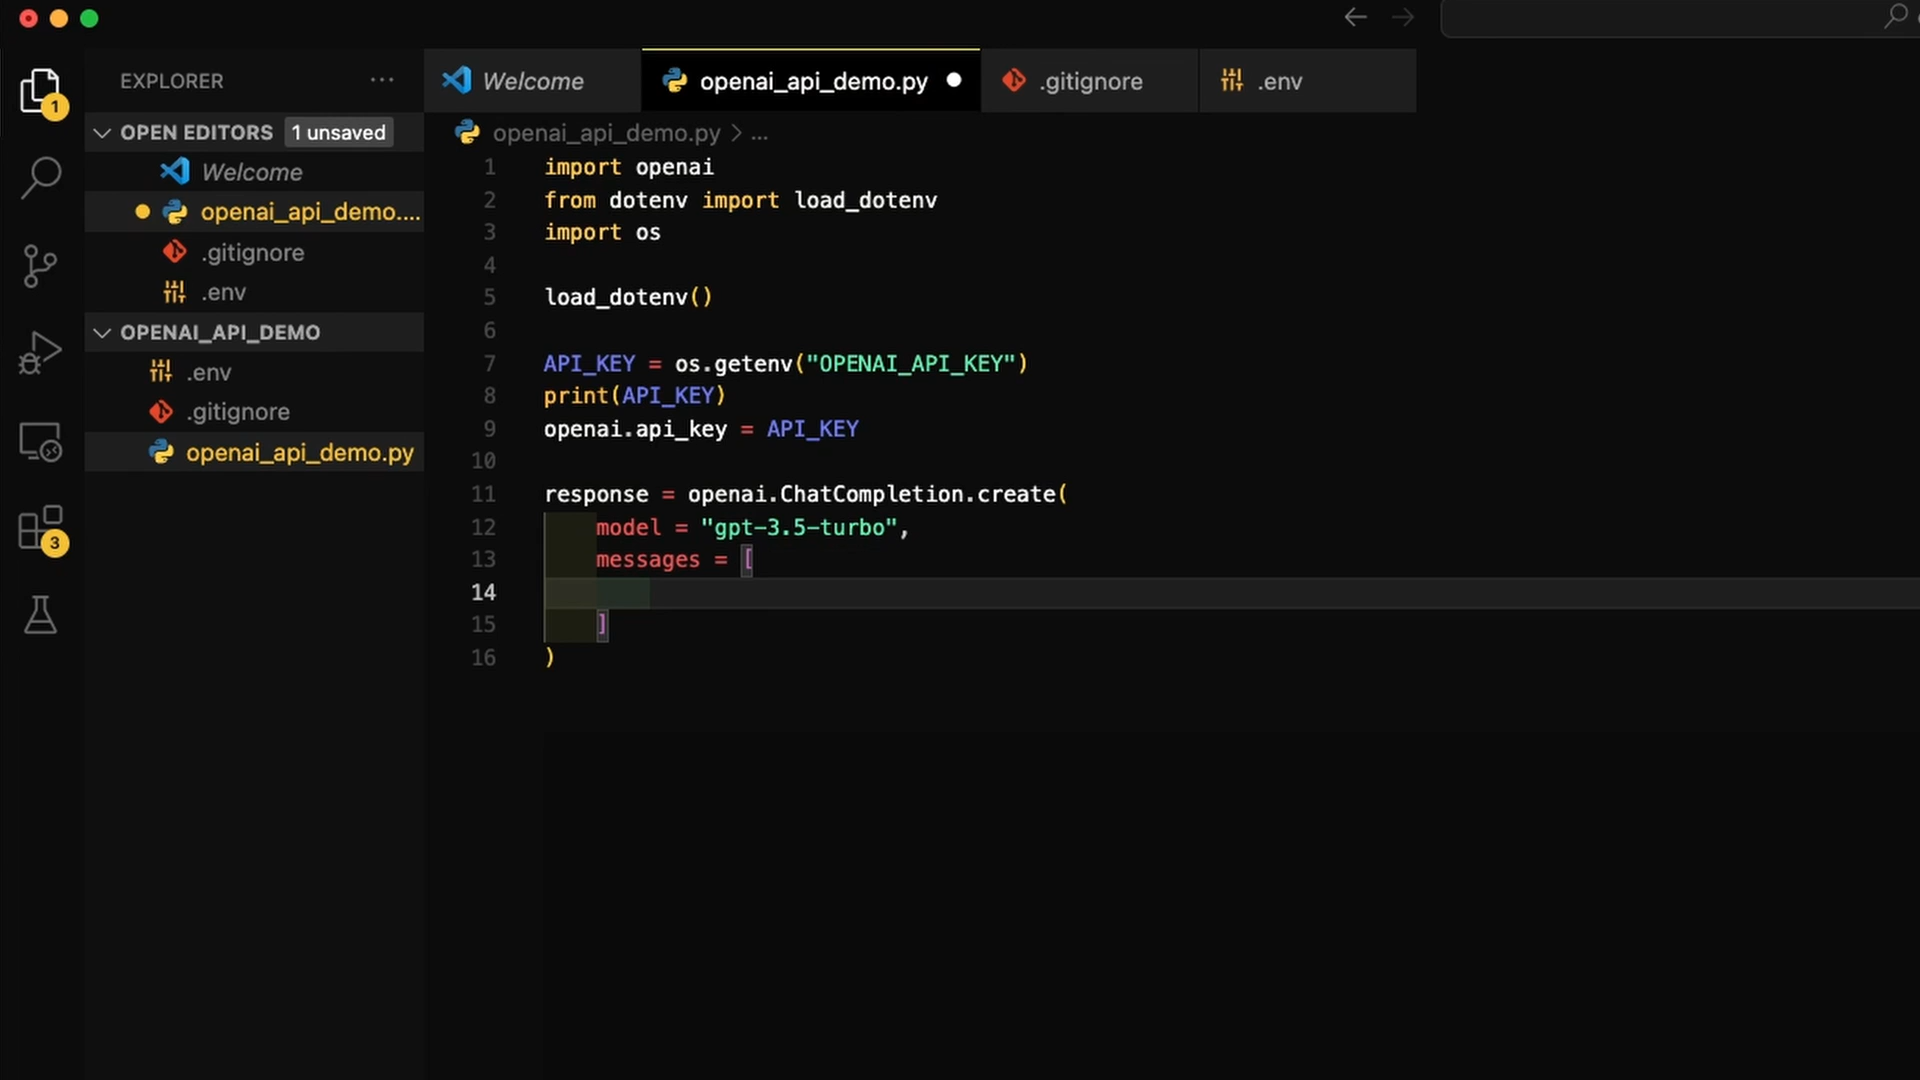 EXPLORER
...
OPEN EDITORS 1 unsaved
Welcome
openai_api_demo....
.gitignore
.env
OPENAI_API_DEMO
.env
.gitignore
openai_api_demo.py
1
3
Welcome
openai_api_demo.py
.gitignore
.env
openai_api_demo.py > ...
1 import openai
2 from dotenv import load_dotenv
3 import os
4
5 load_dotenv()
6
7 API_KEY = os.getenv("OPENAI_API_KEY")
8 print(API_KEY)
9 openai.api_key = API_KEY
10
11 response = openai.ChatCompletion.create(
12     model = "gpt-3.5-turbo",
13     messages = [
14
15     ]
16 )